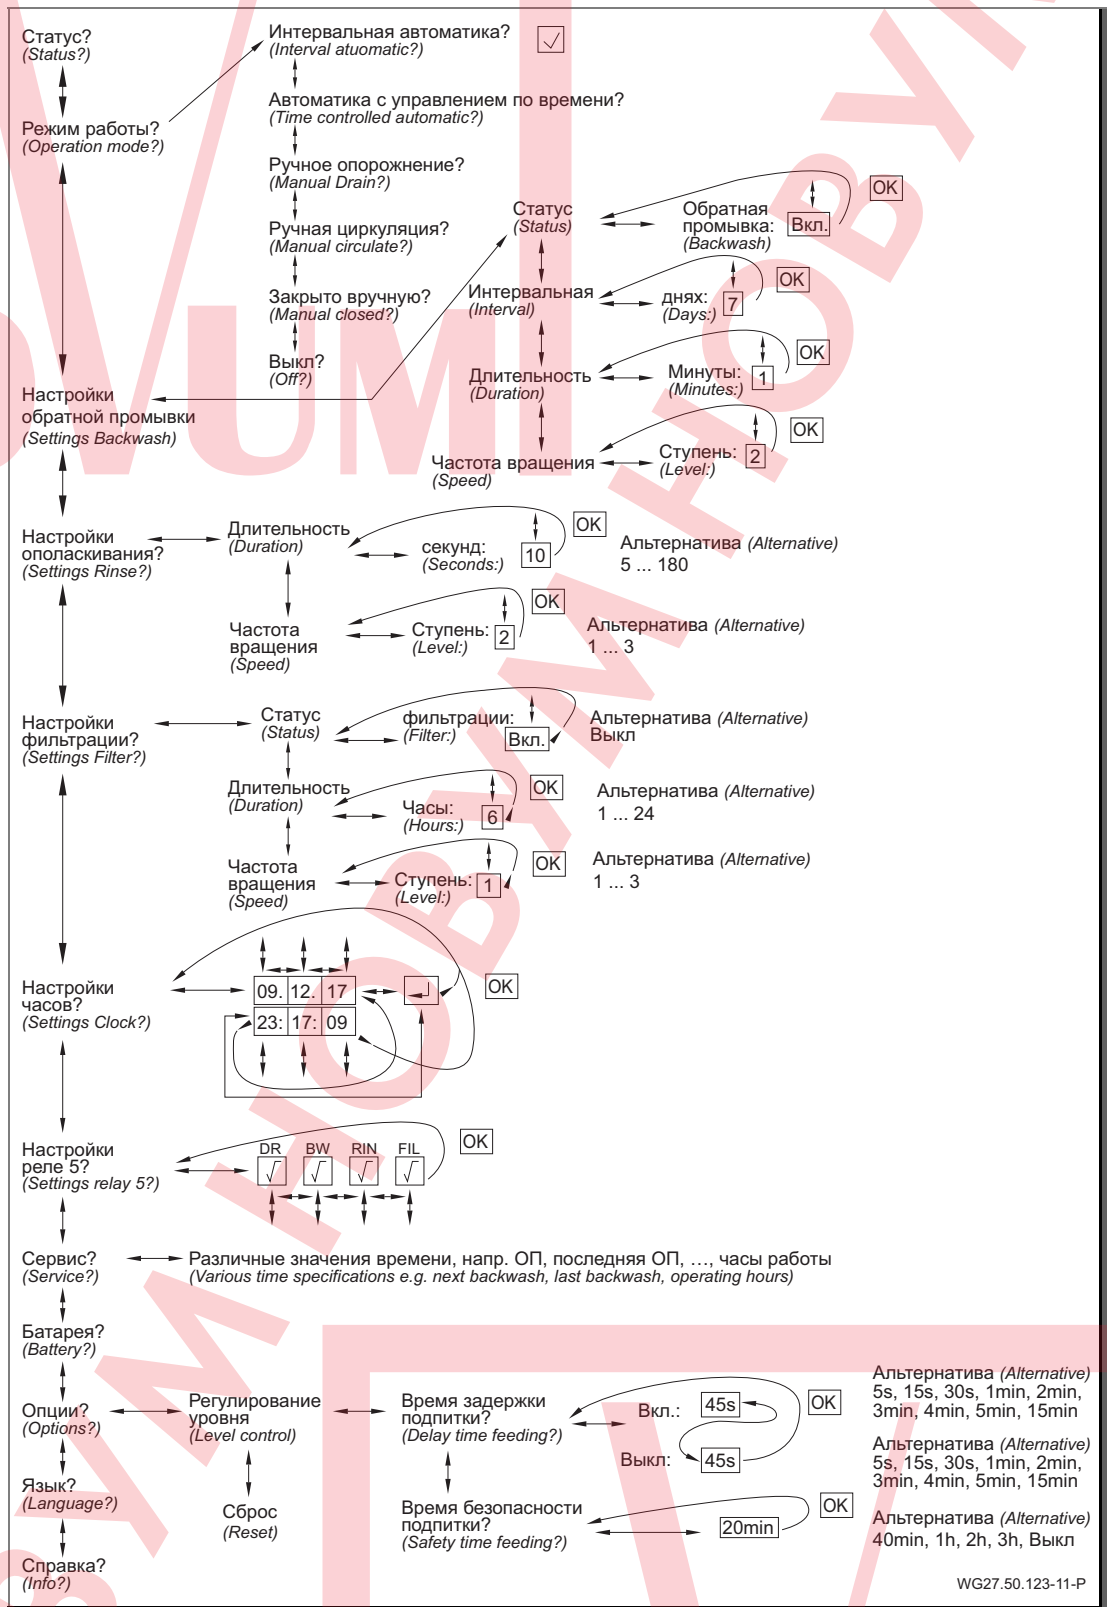 Статус?
(Status?)
Режим работы?
(Operation mode?)
Интервальная автоматика?
(Interval atuomatic?)
Автоматика с управлением по времени?
(Time controlled automatic?)
Ручное опорожнение?
(Manual Drain?)
Ручная циркуляция?
(Manual circulate?)
Закрыто вручную?
(Manual closed?)
Выкл?
(Off?)
Настройки
обратной промывки
(Settings Backwash)
Статус
(Status)
Обратная
промывка: Вкл.
(Backwash)
OK
Интервальная
(Interval)
днях: 7
(Days:)
OK
Длительность
(Duration)
Минуты: 1
(Minutes:)
OK
Частота вращения
(Speed)
Ступень: 2
(Level:)
OK
Настройки
ополаскивания?
(Settings Rinse?)
Длительность
(Duration)
секунд: 10
(Seconds:)
OK
Альтернатива (Alternative)
5 ... 180
Частота
вращения
(Speed)
Ступень: 2
(Level:)
OK
Альтернатива (Alternative)
1 ... 3
Настройки
фильтрации?
(Settings Filter?)
Статус
(Status)
фильтрации:
(Filter:) Вкл.
Альтернатива (Alternative)
Выкл
Длительность
(Duration)
Часы: 6
(Hours:)
OK
Альтернатива (Alternative)
1 ... 24
Частота
вращения
(Speed)
Ступень: 1
(Level:)
OK
Альтернатива (Alternative)
1 ... 3
Настройки
часов?
(Settings Clock?)
09. 12. 17
23: 17: 09
OK
Настройки
реле 5?
(Settings relay 5?)
DR BW RIN FIL
OK
Сервис?
(Service?)
Различные значения времени, напр. ОП, последняя ОП, …, часы работы
(Various time specifications e.g. next backwash, last backwash, operating hours)
Батарея?
(Battery?)
Опции?
(Options?)
Регулирование
уровня
(Level control)
Сброс
(Reset)
Время задержки
подпитки?
(Delay time feeding?)
Вкл.: 45s
Выкл: 45s
OK
Альтернатива (Alternative)
5s, 15s, 30s, 1min, 2min,
3min, 4min, 5min, 15min
Альтернатива (Alternative)
5s, 15s, 30s, 1min, 2min,
3min, 4min, 5min, 15min
Время безопасности
подпитки?
(Safety time feeding?)
20min
OK
Альтернатива (Alternative)
40min, 1h, 2h, 3h, Выкл
Язык?
(Language?)
Справка?
(Info?)
WG27.50.123-11-P
UM
НОВУМ НОВУМ